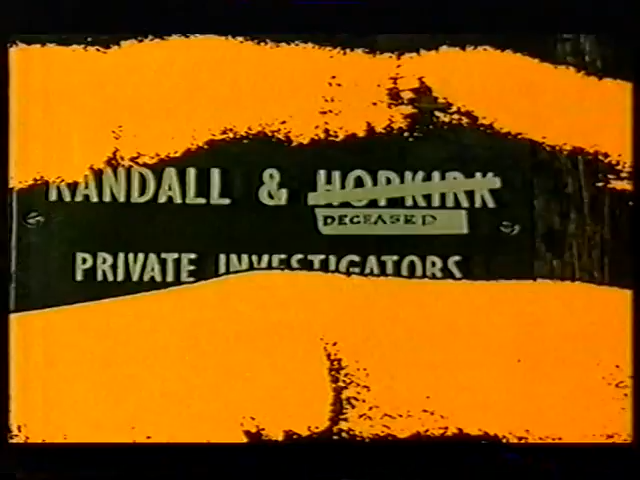 RANDALL & HOPKIRK
DECEASED
PRIVATE INVESTIGATORS